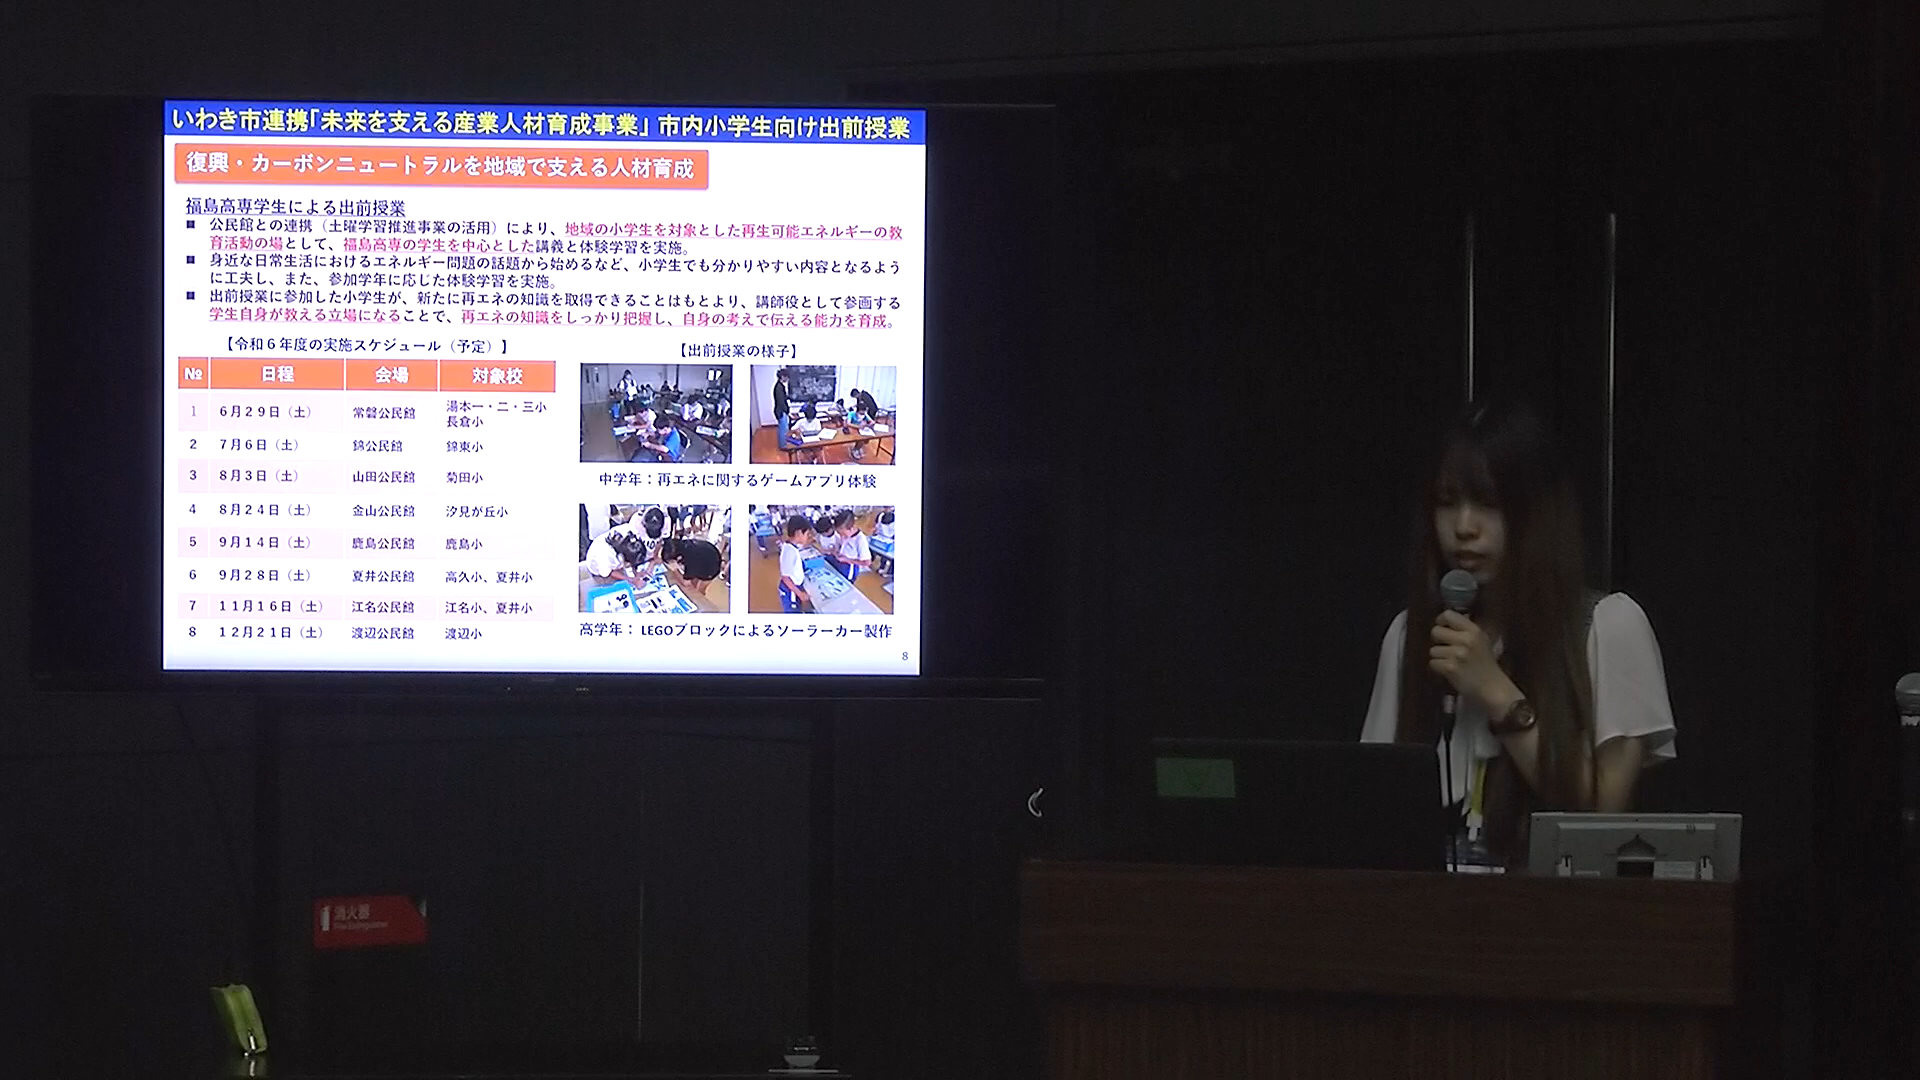 いわき市連携「未来を支える産業人材育成事業」 市内小学生向け出前授業
復興・カーボンニュートラルを地域で支える人材育成
福島高専学生による出前授業
■ 公民館との連携（土曜学習推進事業の活用）により、地域の小学生を対象とした再生可能エネルギーの教
育活動の場として、福島高専の学生を中心とした講義と体験学習を実施。
■ 身近な日常生活におけるエネルギー問題の話題から始めるなど、小学生でも分かりやすい内容となるよう
に工夫し、また、参加学年に応じた体験学習を実施。
■ 出前授業に参加した小学生が、新たに再エネの知識を取得できることはもとより、講師役として参画する
学生自身が教える立場になることで、再エネの知識をしっかり把握し、自身の考えで伝える能力を育成。
【令和６年度の実施スケジュール（予定）】
№ 日程 会場 対象校
1 ６月２９日（土） 常磐公民館 湯本一・二・三小
長倉小
2 ７月６日（土） 錦公民館 錦東小
3 ８月３日（土） 山田公民館 菊田小
4 ８月２４日（土） 金山公民館 汐見が丘小
5 ９月１４日（土） 鹿島公民館 鹿島小
6 ９月２８日（土） 夏井公民館 高久小、夏井小
7 １１月１６日（土） 江名公民館 江名小、夏井小
8 １２月２１日（土） 渡辺公民館 渡辺小
【出前授業の様子】
中学年：再エネに関するゲームアプリ体験
高学年： LEGOブロックによるソーラーカー製作
8
消火器
Fire Extinguisher